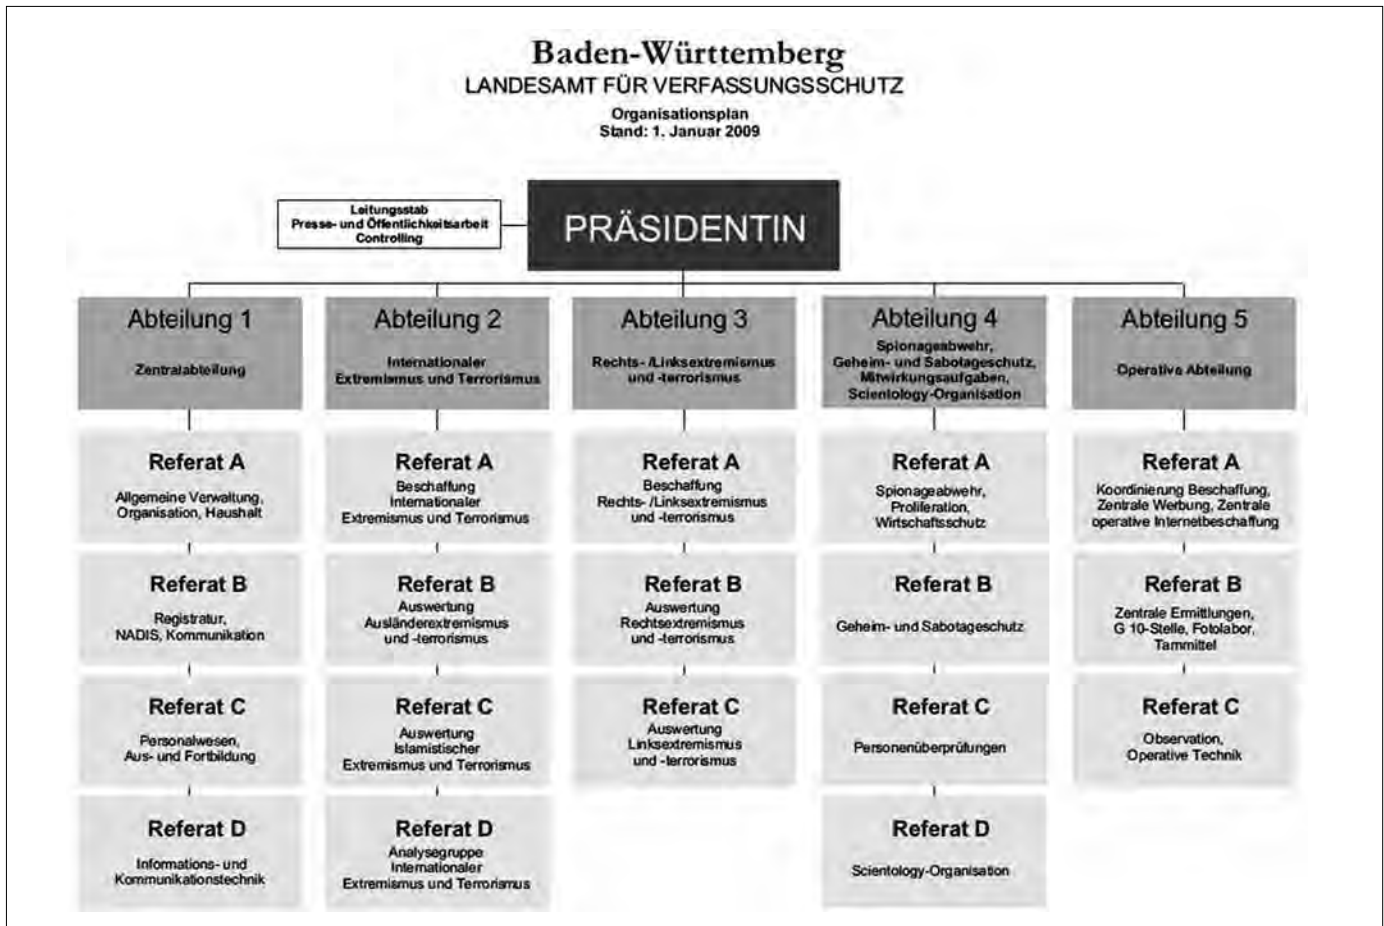 Baden-Württemberg
LANDESAMT FÜR VERFASSUNGSSCHUTZ
Organisationsplan
Stand: 1. Januar 2009
Leitungsstab
Presse- und Öffentlichkeitsarbeit
Controlling
PRÄSIDENTIN
Abteilung 1
Zentralabteilung
Referat A
Allgemeine Verwaltung,
Organisation, Haushalt
Referat B
Registratur,
NADIS, Kommunikation
Referat C
Personalwesen,
Aus- und Fortbildung
Referat D
Informations- und
Kommunikationstechnik
Abteilung 2
Internationaler
Extremismus und Terrorismus
Referat A
Beschaffung
Internationaler
Extremismus und Terrorismus
Referat B
Auswertung
Ausländerextremismus
und -terrorismus
Referat C
Auswertung
Islamistischer
Extremismus und Terrorismus
Referat D
Analysegruppe
Internationaler
Extremismus und Terrorismus
Abteilung 3
Rechts- /Linksextremismus
und -terrorismus
Referat A
Beschaffung
Rechts- /Linksextremismus
und -terrorismus
Referat B
Auswertung
Rechtsextremismus
und -terrorismus
Referat C
Auswertung
Linksextremismus
und -terrorismus
Abteilung 4
Spionageabwehr,
Geheim- und Sabotageschutz,
Mitwirkungsaufgaben,
Scientology-Organisation
Referat A
Spionageabwehr,
Proliferation,
Wirtschaftsschutz
Referat B
Geheim- und Sabotageschutz
Referat C
Personenüberprüfungen
Referat D
Scientology-Organisation
Abteilung 5
Operative Abteilung
Referat A
Koordinierung Beschaffung,
Zentrale Werbung, Zentrale
operative Internetbeschaffung
Referat B
Zentrale Ermittlungen,
G 10-Stelle, Fotolabor,
Tarnmittel
Referat C
Observation,
Operative Technik